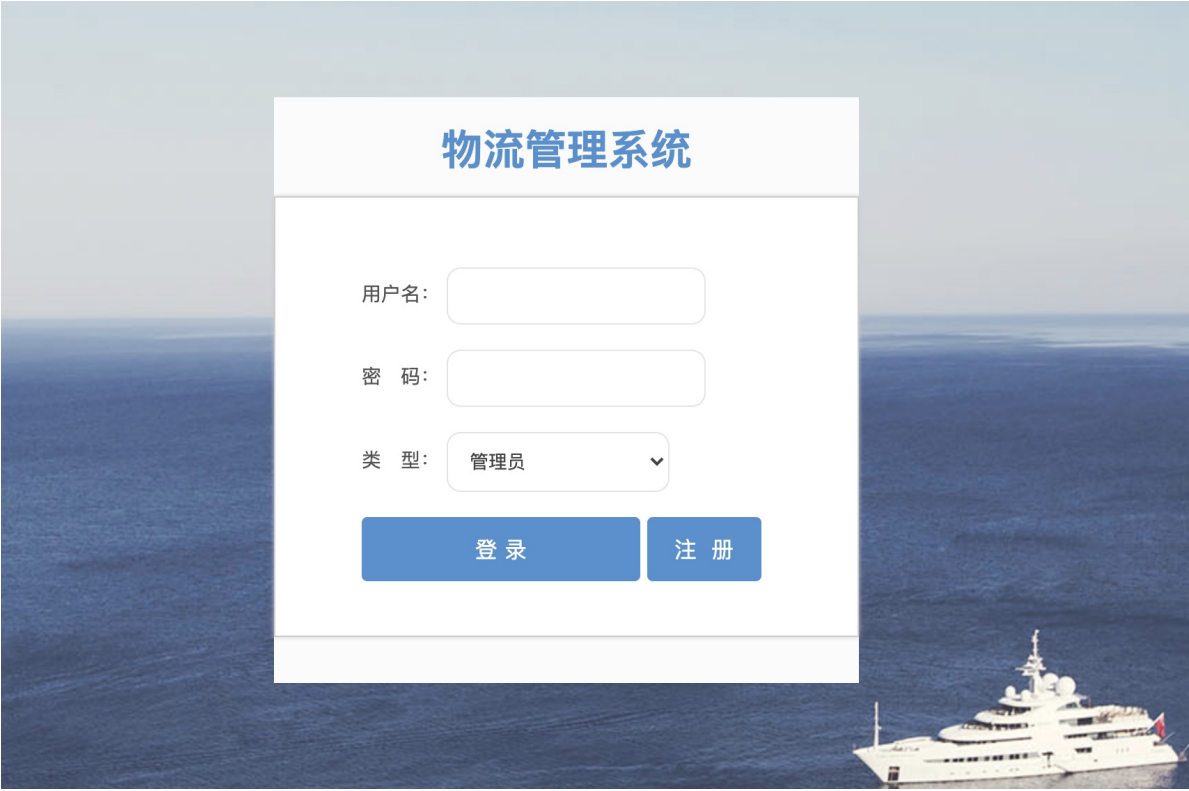 物流管理系统
用户名：
密 码：
类 型： 管理员
登 录 注 册